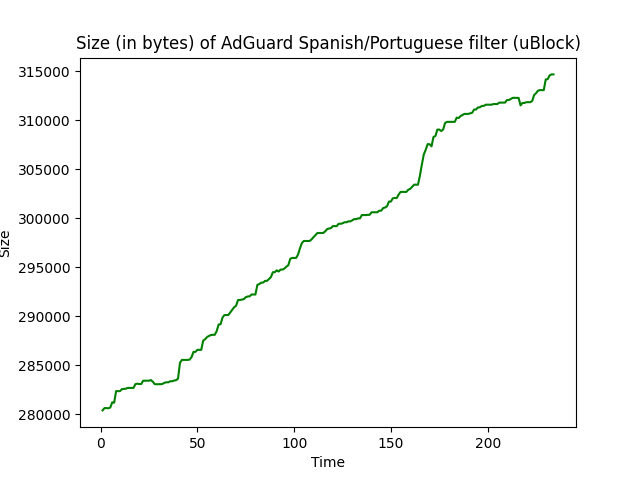 Size (in bytes) of AdGuard Spanish/Portuguese filter (uBlock)
315000
310000
305000
300000
295000
290000
285000
280000
Size
0 50 100 150 200
Time